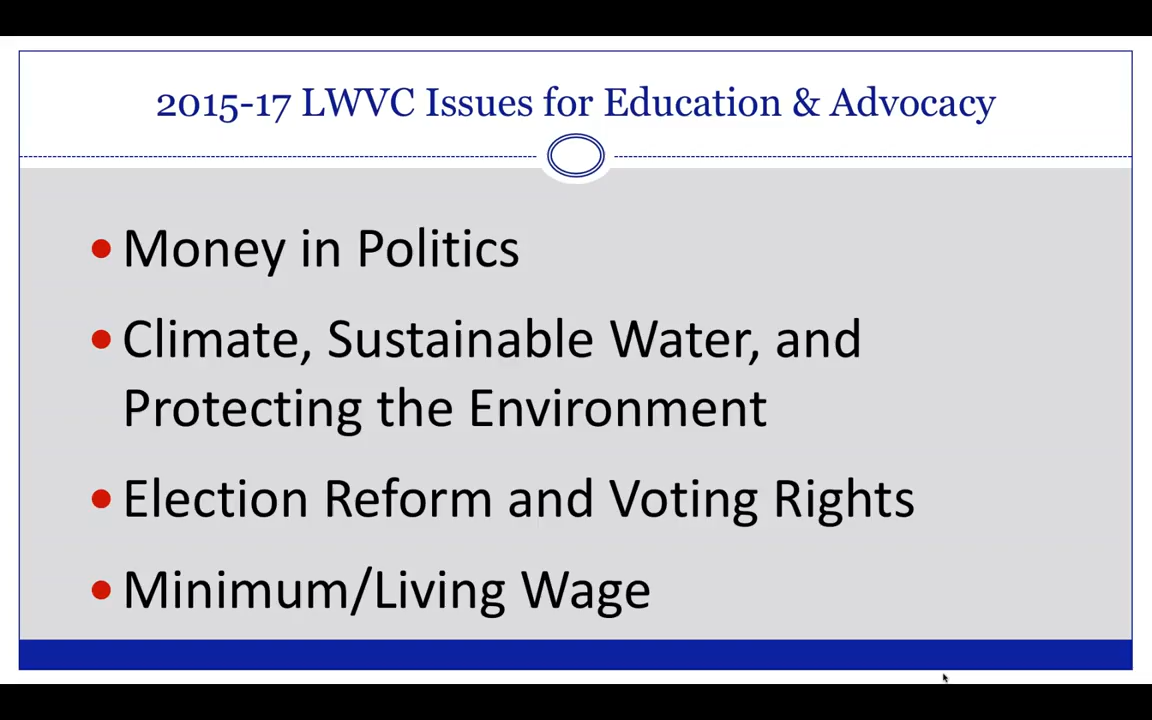 2015-17 LWVC Issues for Education & Advocacy
• Money in Politics
• Climate, Sustainable Water, and
Protecting the Environment
• Election Reform and Voting Rights
• Minimum/Living Wage